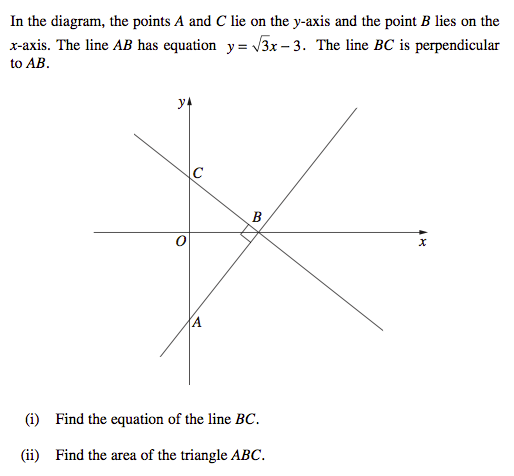 In the diagram, the points A and C lie on the y-axis and the point B lies on the
x-axis. The line AB has equation y = √3x – 3. The line BC is perpendicular
to AB.
y
C
B
O
x
A
(i) Find the equation of the line BC.
(ii) Find the area of the triangle ABC.